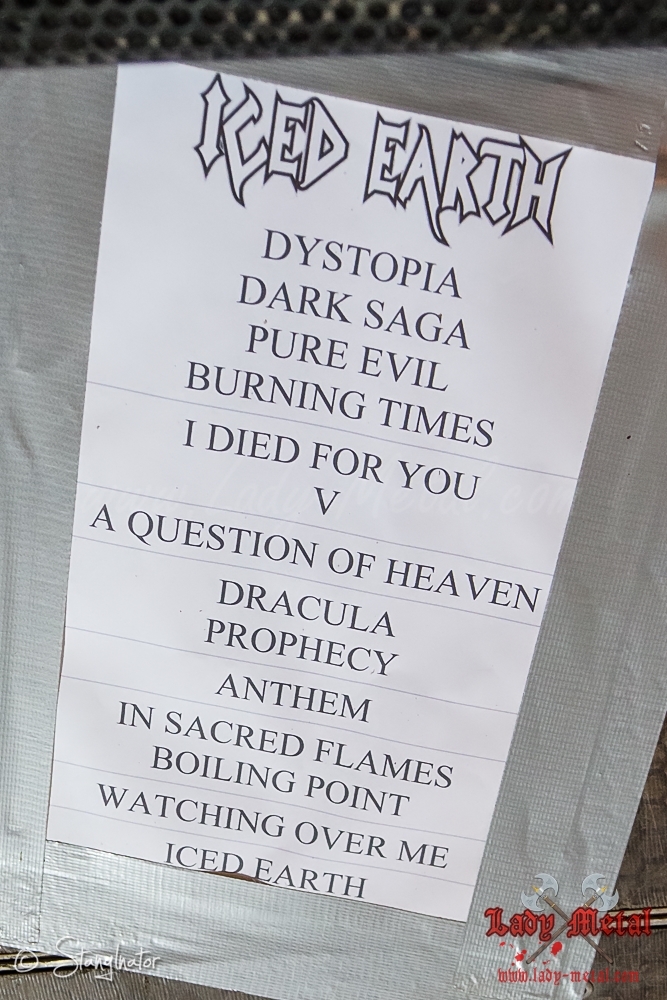 ICED EARTH
DYSTOPIA
DARK SAGA
PURE EVIL
BURNING TIMES
I DIED FOR YOU
V
A QUESTION OF HEAVEN
DRACULA
PROPHECY
ANTHEM
IN SACRED FLAMES
BOILING POINT
WATCHING OVER ME
ICED EARTH
Lady Metal
www.lady-metal.com
© Stanghator